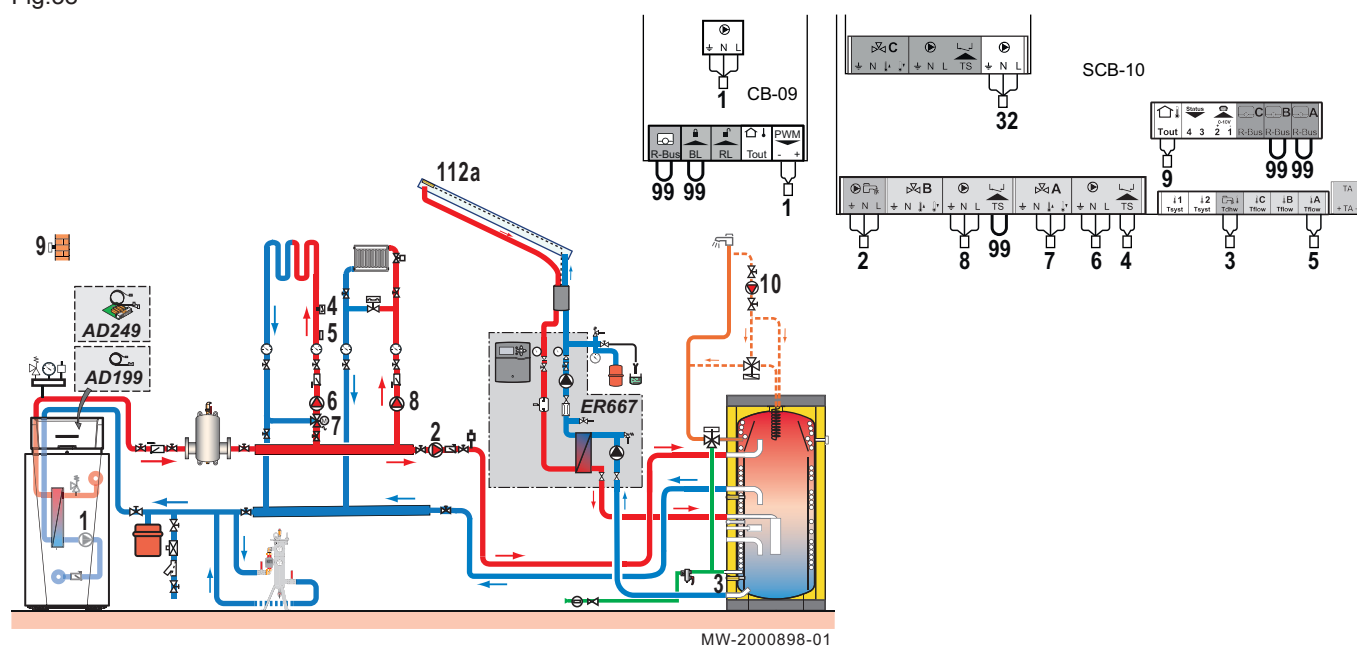 CB-09
N L
1
R-Bus BL RL Tout PWM
- +
99 99 1
C
N N L TS N L
32
SCB-10
Status C B A
0-10V
Tout 4 3 2 1 R-Bus R-Bus R-Bus
9 99 99
B A
N L N N L TS N N L TS
2 8 99 7 6 4
↓1 ↓2 ↓ ↓C ↓B ↓A
Tsyst Tsyst Tdhw Tflow Tflow Tflow
TA
+ TA -
3 5
112a
9
AD249
AD199
4
5
6
7
8
2
ER667
10
1
3
MW-2000898-01